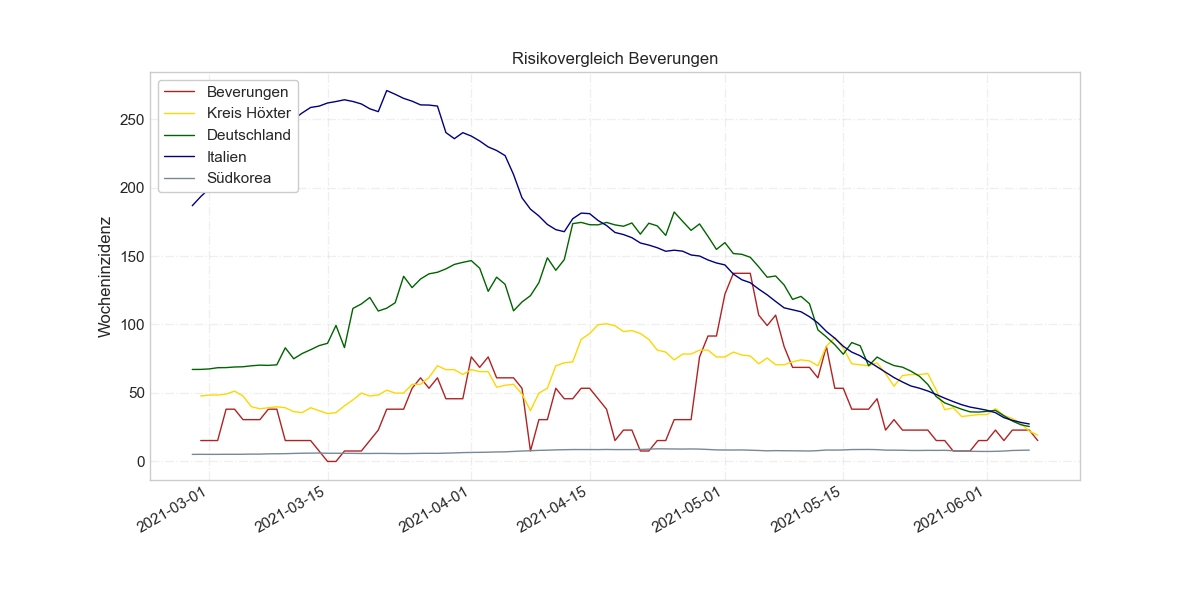 Risikovergleich Beverungen
Beverungen
Kreis Höxter
Deutschland
Italien
Südkorea
Wocheninzidenz
250
200
150
100
50
0
2021-03-01
2021-03-15
2021-04-01
2021-04-15
2021-05-01
2021-05-15
2021-06-01